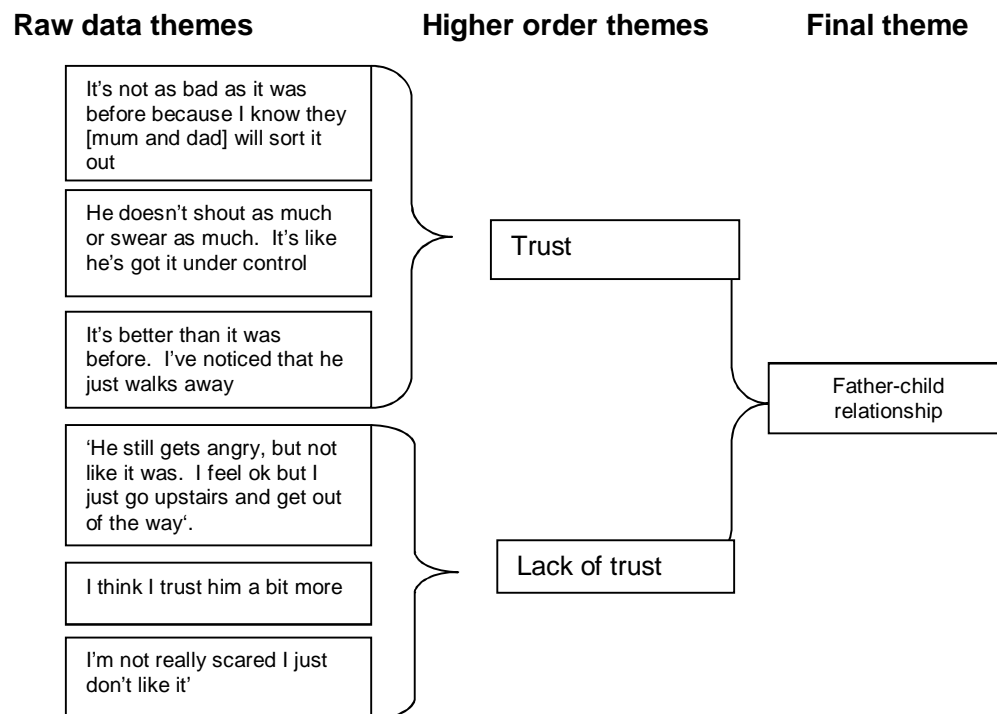 Raw data themes Higher order themes Final theme
It's not as bad as it was
before because I know they
[mum and dad] will sort it
out
He doesn't shout as much
or swear as much.  It's like
he's got it under control
Trust
It's better than it was
before.  I've noticed that he
just walks away
Father-child
relationship
‘He still gets angry, but not
like it was.  I feel ok but I
just go upstairs and get out
of the way‘.
Lack of trust
I think I trust him a bit more
I'm not really scared I just
don't like it’